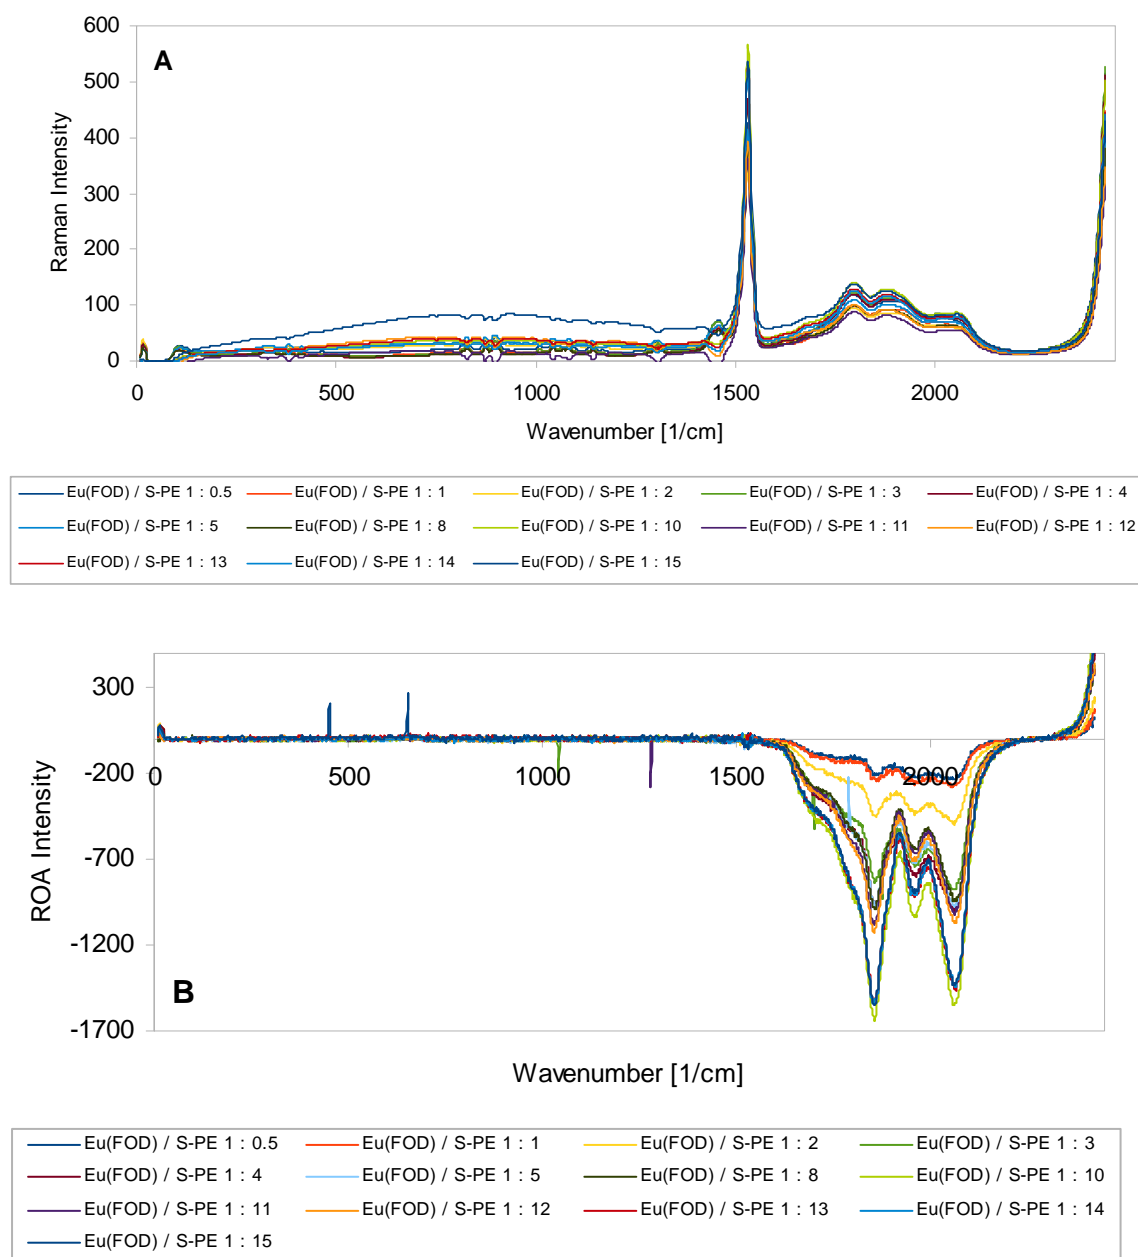 600
A
500
400
300
200
100
0
Raman Intensity
0 500 1000 1500 2000
Wavenumber [1/cm]
Eu(FOD) / S-PE 1 : 0.5 Eu(FOD) / S-PE 1 : 1 Eu(FOD) / S-PE 1 : 2 Eu(FOD) / S-PE 1 : 3 Eu(FOD) / S-PE 1 : 4
Eu(FOD) / S-PE 1 : 5 Eu(FOD) / S-PE 1 : 8 Eu(FOD) / S-PE 1 : 10 Eu(FOD) / S-PE 1 : 11 Eu(FOD) / S-PE 1 : 12
Eu(FOD) / S-PE 1 : 13 Eu(FOD) / S-PE 1 : 14 Eu(FOD) / S-PE 1 : 15
300
-200
0 500 1000 1500 2000
-700
-1200
B
-1700
ROA Intensity
Wavenumber [1/cm]
Eu(FOD) / S-PE 1 : 0.5 Eu(FOD) / S-PE 1 : 1 Eu(FOD) / S-PE 1 : 2 Eu(FOD) / S-PE 1 : 3
Eu(FOD) / S-PE 1 : 4 Eu(FOD) / S-PE 1 : 5 Eu(FOD) / S-PE 1 : 8 Eu(FOD) / S-PE 1 : 10
Eu(FOD) / S-PE 1 : 11 Eu(FOD) / S-PE 1 : 12 Eu(FOD) / S-PE 1 : 13 Eu(FOD) / S-PE 1 : 14
Eu(FOD) / S-PE 1 : 15